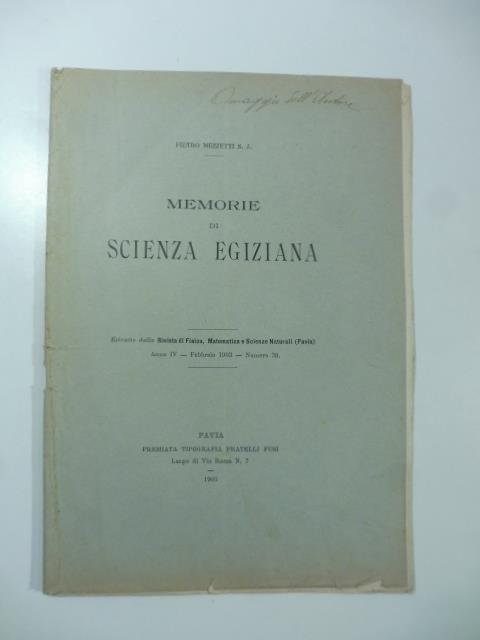 Omaggio dell'Autore
PIETRO MEZZETTI S. J.
MEMORIE
DI
SCIENZA EGIZIANA
Estratto dalla Rivista di Fisica, Matematica e Scienze Naturali (Pavia)
Anno IV — Febbraio 1903 — Numero 38.
PAVIA
PREMIATA TIPOGRAFIA FRATELLI FUSI
Largo di Via Roma N. 7
1903